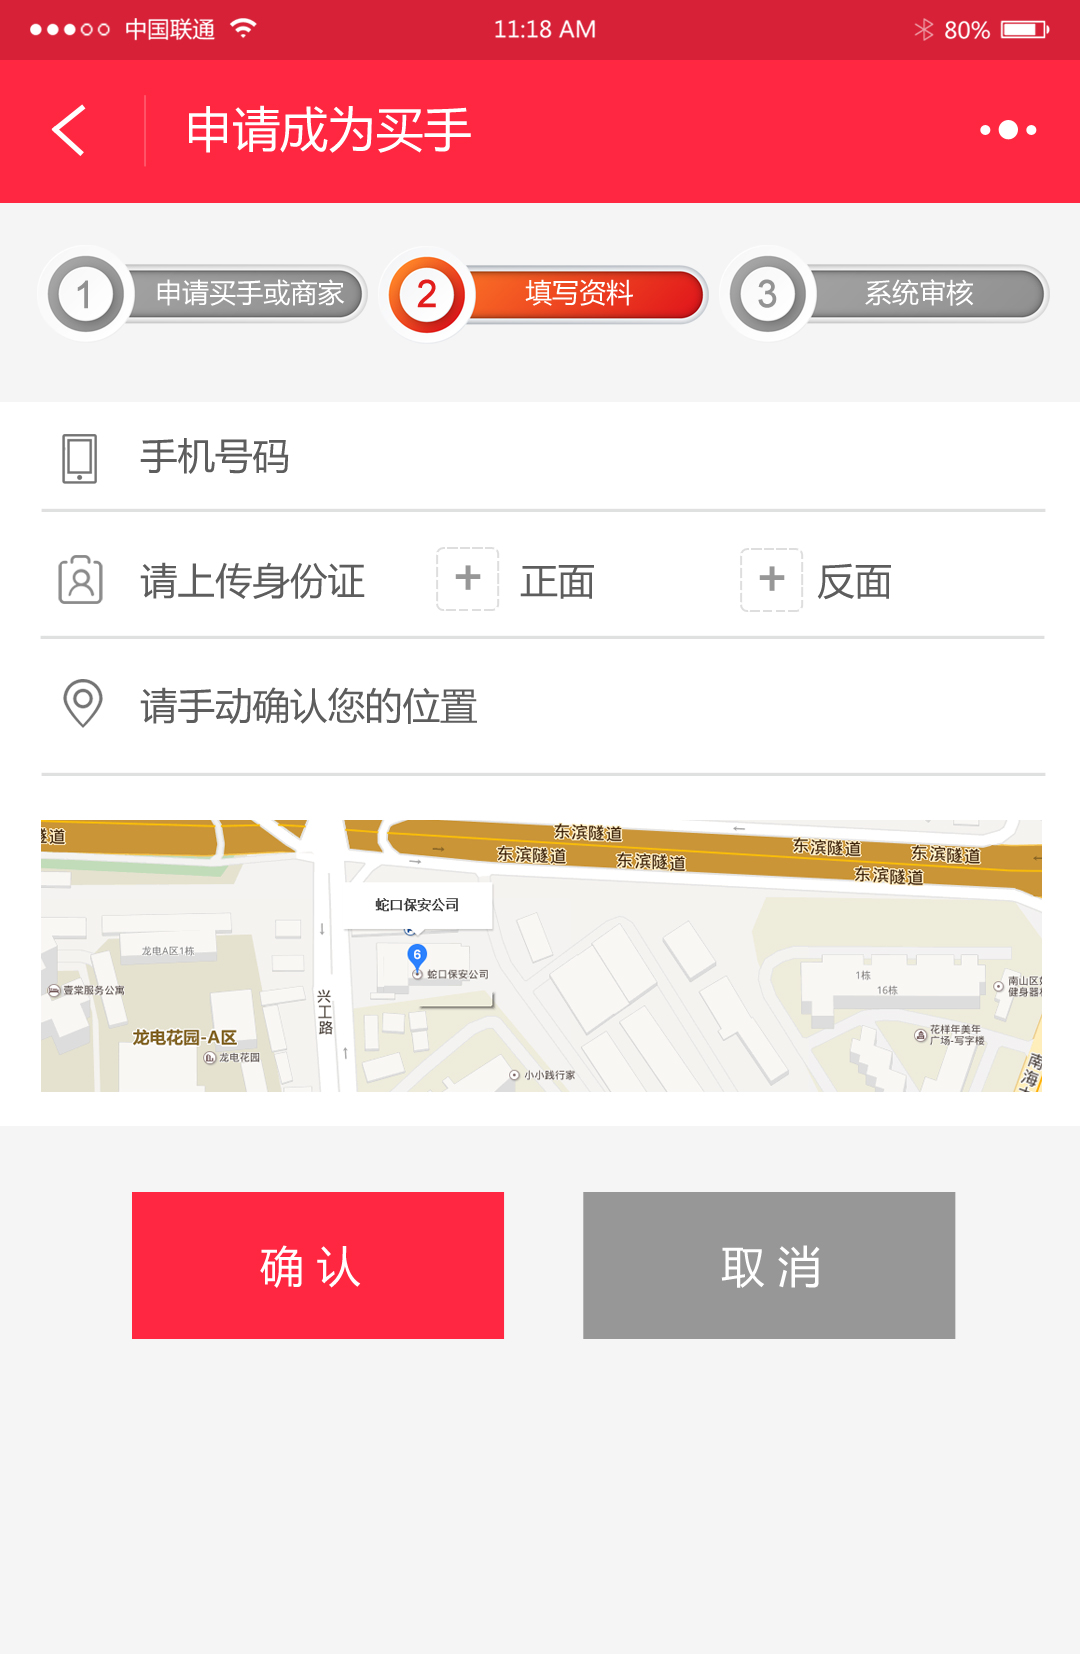 中国联通
11:18 AM
80%
申请成为买手
1 申请买手或商家
2 填写资料
3 系统审核
手机号码
请上传身份证
+ 正面
+ 反面
请手动确认您的位置
隧道
东滨隧道
东滨隧道
东滨隧道
东滨隧道
东滨隧道
东滨隧道
蛇口保安公司
6
蛇口保安公司
龙电A区1栋
壹棠服务公寓
兴工路
龙电花园-A区
龙电花园
小小践行家
1栋
16栋
南山区
健身器
花样年美年
广场-写字楼
南海
确认
取消